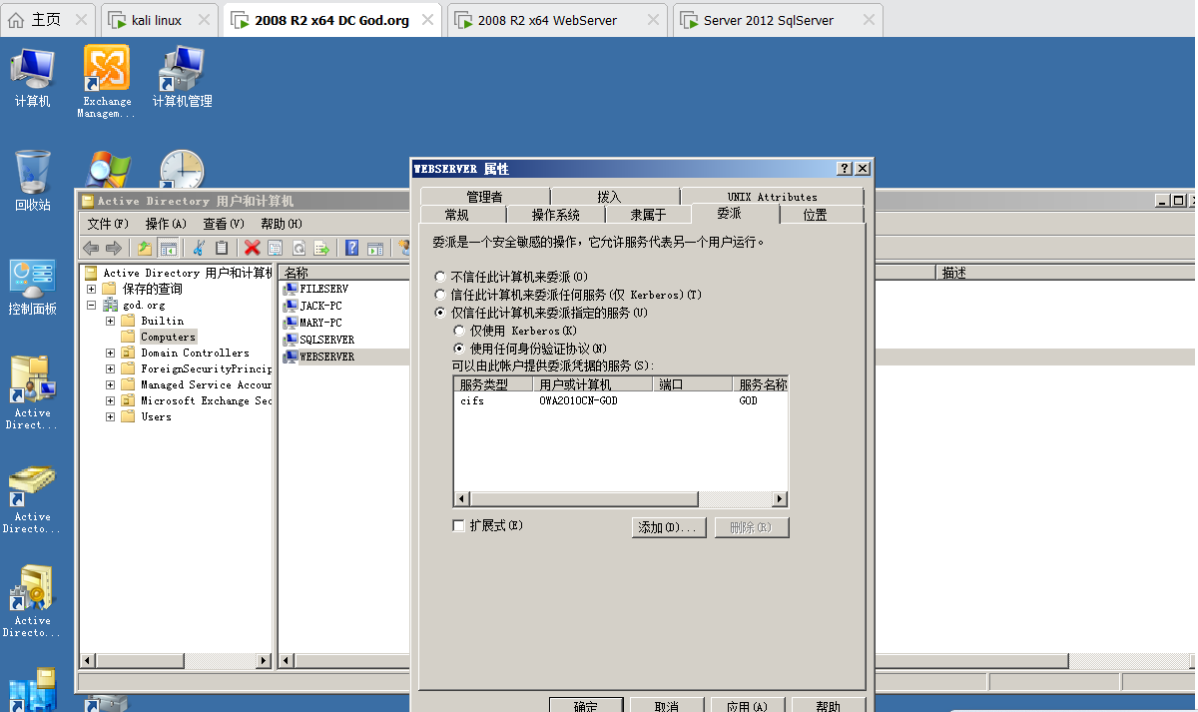 主页
kali linux
2008 R2 x64 DC God.org
2008 R2 x64 WebServer
Server 2012 SqlServer
计算机
Exchange
Managem...
计算机管理
回收站
控制面板
Active
Direct...
Active
Directo...
Active
Directo...
Active Directory 用户和计算机
文件(F) 操作(A) 查看(V) 帮助(H)
Active Directory 用户和计算机
保存的查询
god.org
Builtin
Computers
Domain Controllers
ForeignSecurityPrincip
Managed Service Accour
Microsoft Exchange Sec
Users
名称
描述
FILESERV
JACK-PC
MARY-PC
SQLSERVER
WEBSERVER
WEBSERVER 属性
管理者 拨入 UNIX Attributes
常规 操作系统 隶属于 委派 位置
委派是一个安全敏感的操作，它允许服务代表另一个用户运行。
不信任此计算机来委派(O)
信任此计算机来委派任何服务(仅 Kerberos)(T)
仅信任此计算机来委派指定的服务(U)
仅使用 Kerberos(K)
使用任何身份验证协议(N)
可以由此帐户提供委派凭据的服务(S):
服务类型 用户或计算机 端口 服务名称
cifs OWA2010CN-GOD GOD
扩展式(E)
添加(D)... 删除(R)
确定 取消 应用(A) 帮助